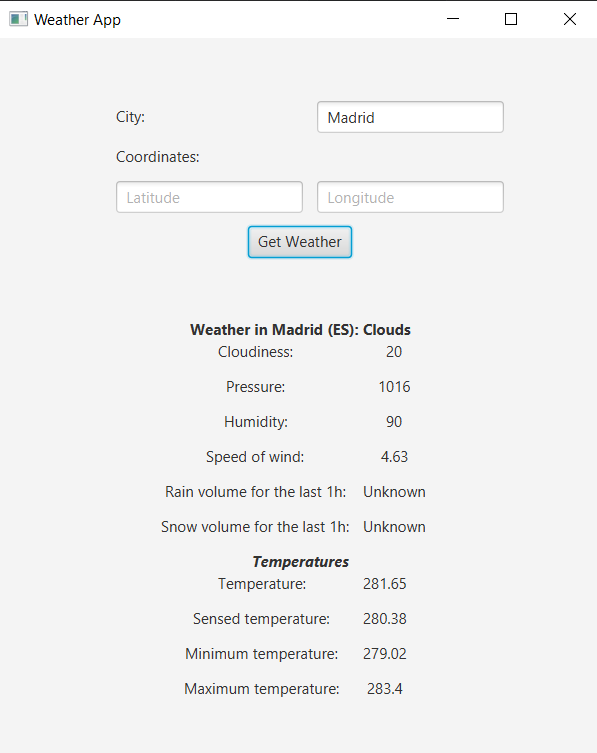 Weather App
City: Madrid
Coordinates:
Latitude Longitude
Get Weather
Weather in Madrid (ES): Clouds
Cloudiness: 20
Pressure: 1016
Humidity: 90
Speed of wind: 4.63
Rain volume for the last 1h: Unknown
Snow volume for the last 1h: Unknown
Temperatures
Temperature: 281.65
Sensed temperature: 280.38
Minimum temperature: 279.02
Maximum temperature: 283.4